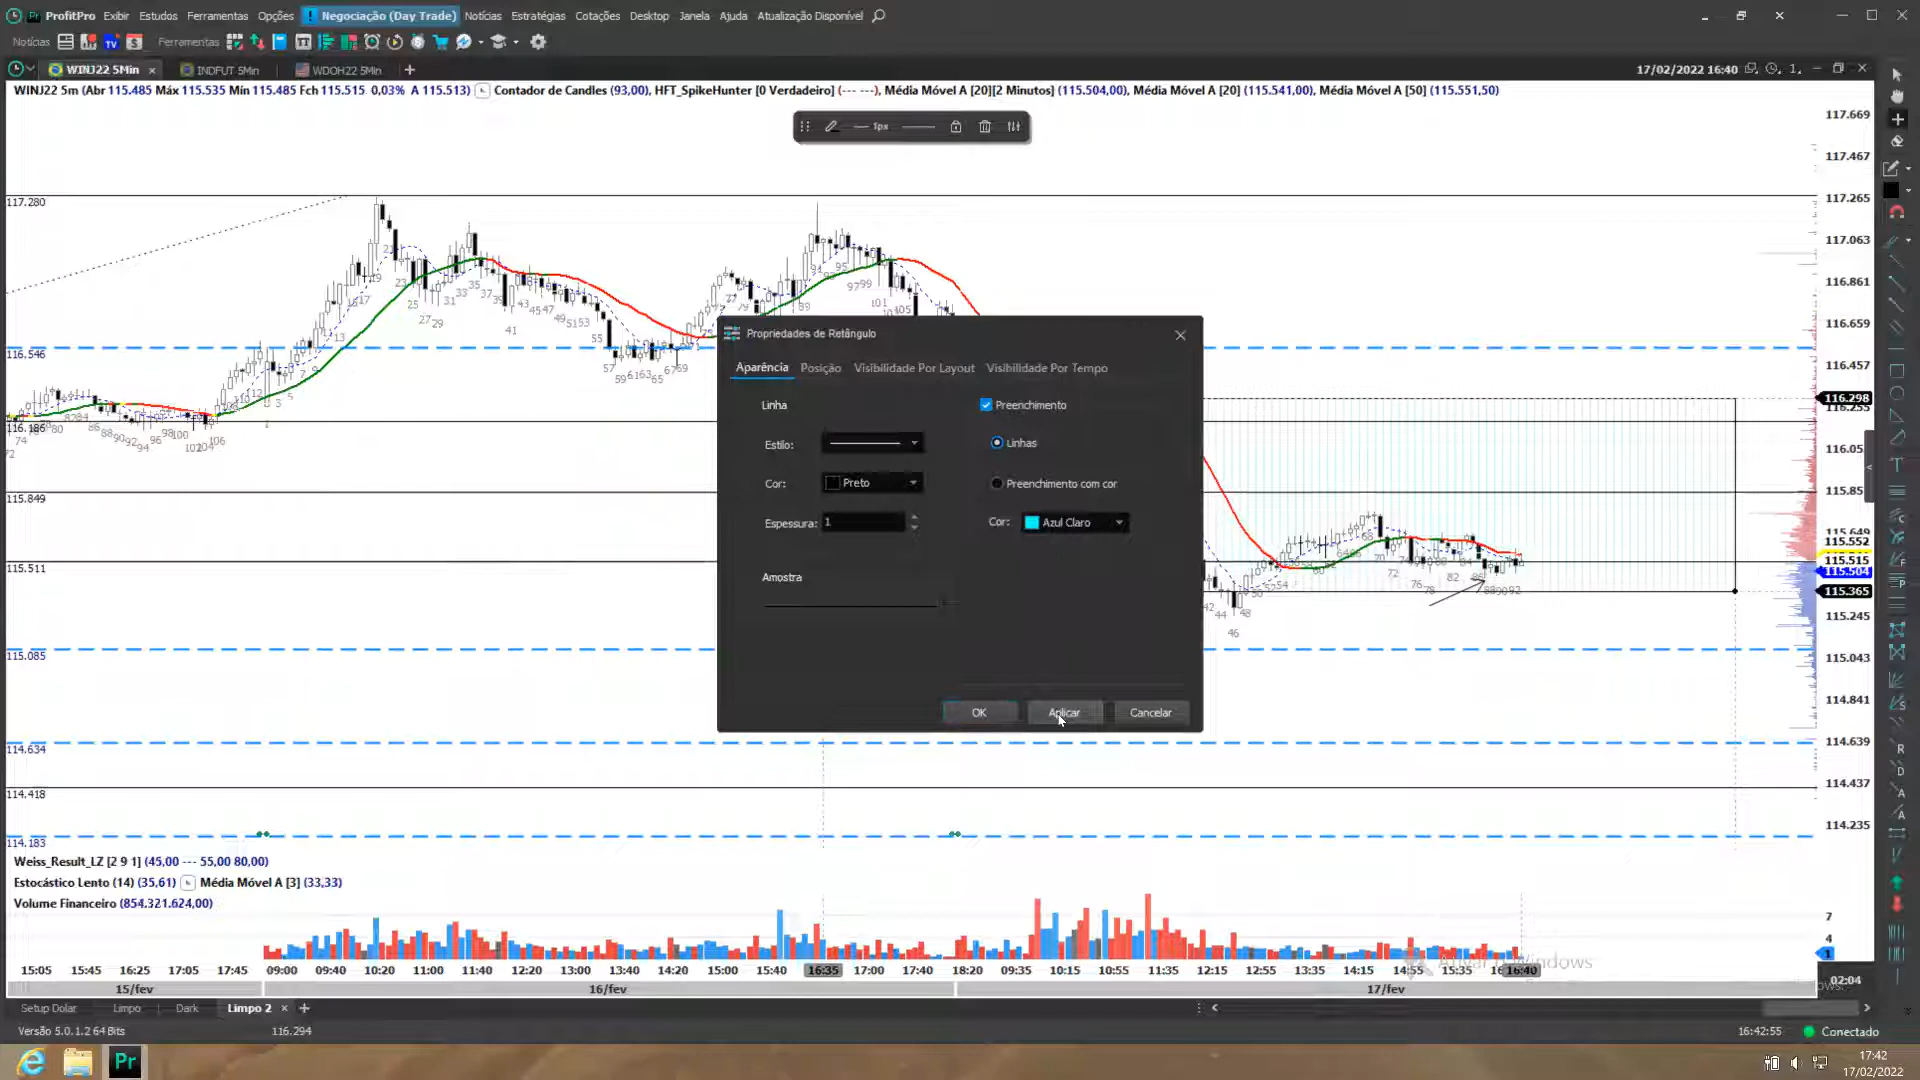 ProfitPro Exibir Estudos Ferramentas Opções Negociação (Day Trade) Notícias Estratégias Cotações Desktop Janela Ajuda Atualização Disponível
Notícias TV Ferramentas
WINJ22 5Min INDFUT 5Min WDOH22 5Min 17/02/2022 16:40
WINJ22 5m (Abr 115.485 Máx 115.535 Mín 115.485 Fch 115.515 0,03% A 115.513) Contador de Candles (93,00), HFT_SpikeHunter [0 Verdadeiro] (--- ---), Média Móvel A [20][2 Minutos] (115.504,00), Média Móvel A [20] (115.541,00), Média Móvel A [50] (115.551,50)
1px
117.669
117.467
117.265
117.063
116.861
116.659
116.457
116.298
116.255
115.649
115.552
115.515
115.504
115.365
115.245
115.043
114.841
114.639
114.437
114.235
117.280
116.546
116.186
115.849
115.511
115.085
114.634
114.418
114.183
Propriedades de Retângulo
Aparência Posição Visibilidade Por Layout Visibilidade Por Tempo
Linha
Preenchimento
Estilo:
Linhas
Cor: Preto
Preenchimento com cor
Espessura: 1
Cor: Azul Claro
Amostra
OK Aplicar Cancelar
Weiss_Result_LZ [2 9 1] (45,00 --- 55,00 80,00)
Estocástico Lento (14) (35,61) Média Móvel A [3] (33,33)
Volume Financeiro (854.321.624,00)
7
4
1
15:05 15:45 16:25 17:05 17:45 09:00 09:40 10:20 11:00 11:40 12:20 13:00 13:40 14:20 15:00 15:40 16:35 17:00 17:40 18:20 09:35 10:15 10:55 11:35 12:15 12:55 13:35 14:15 14:55 15:35 16:40
02:04
15/fev 16/fev 17/fev
Setup Dolar Limpo Dark Limpo 2
Versão 5.0.1.2 64 Bits 116.294 16:42:55 Conectado
Pr 17:42
17/02/2022